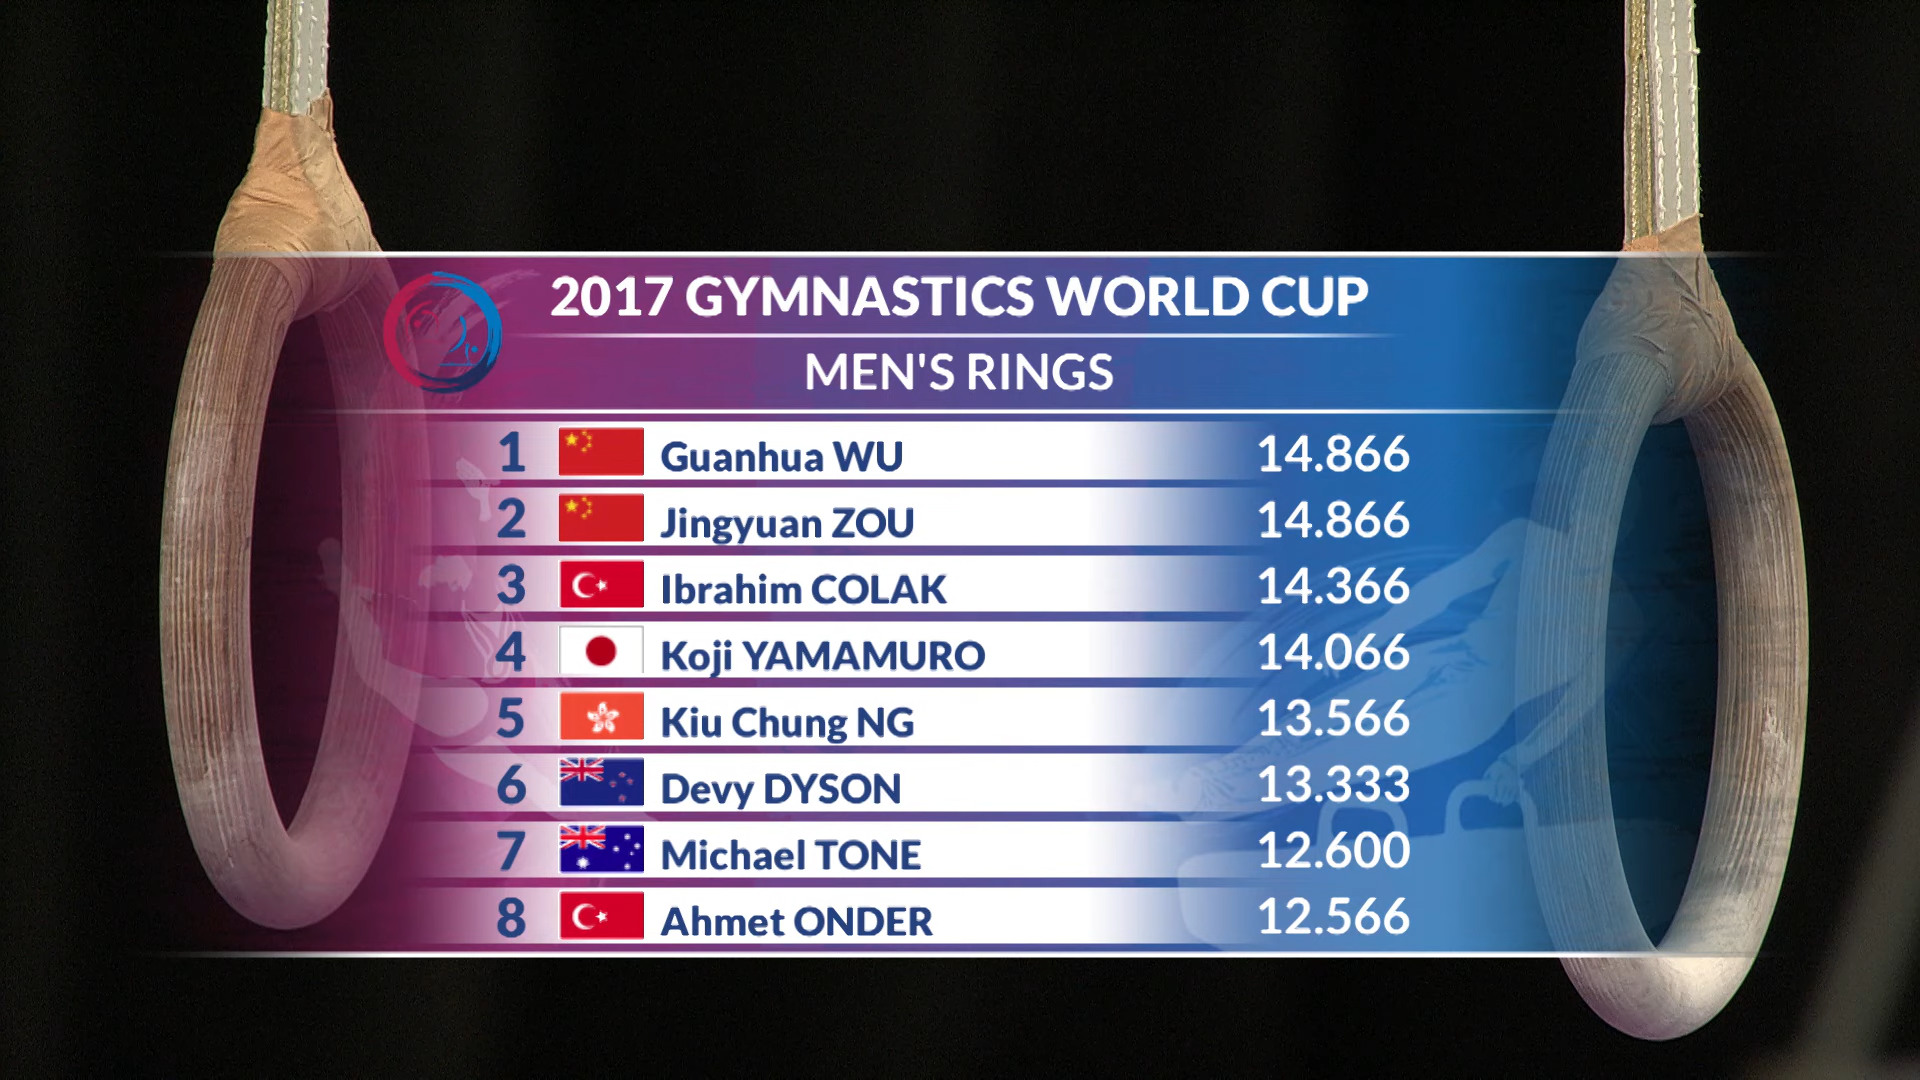 2017 GYMNASTICS WORLD CUP
MEN'S RINGS
1 Guanhua WU 14.866
2 Jingyuan ZOU 14.866
3 Ibrahim COLAK 14.366
4 Koji YAMAMURO 14.066
5 Kiu Chung NG 13.566
6 Devy DYSON 13.333
7 Michael TONE 12.600
8 Ahmet ONDER 12.566